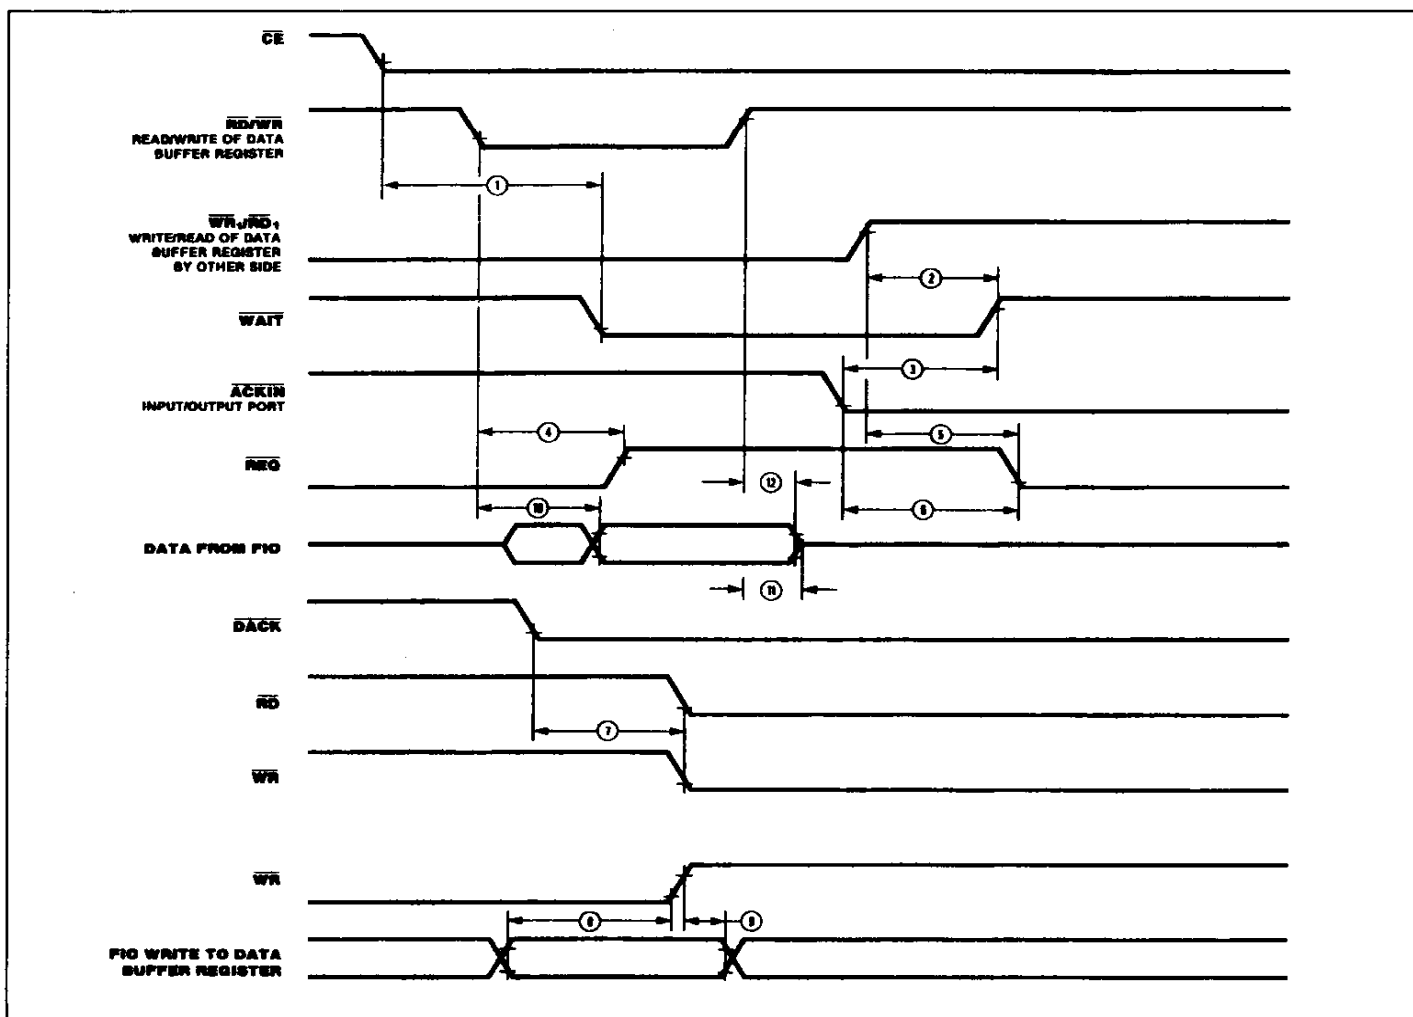 CE
RD/WR
READ/WRITE OF DATA
BUFFER REGISTER
1
WR₁/RD₁
WRITE/READ OF DATA
BUFFER REGISTER
BY OTHER SIDE
2
WAIT
3
ACKIN
INPUT/OUTPUT PORT
4
5
REQ
12
10
6
DATA FROM FIO
11
DACK
RD
7
WR
WR
8
9
FIO WRITE TO DATA
BUFFER REGISTER